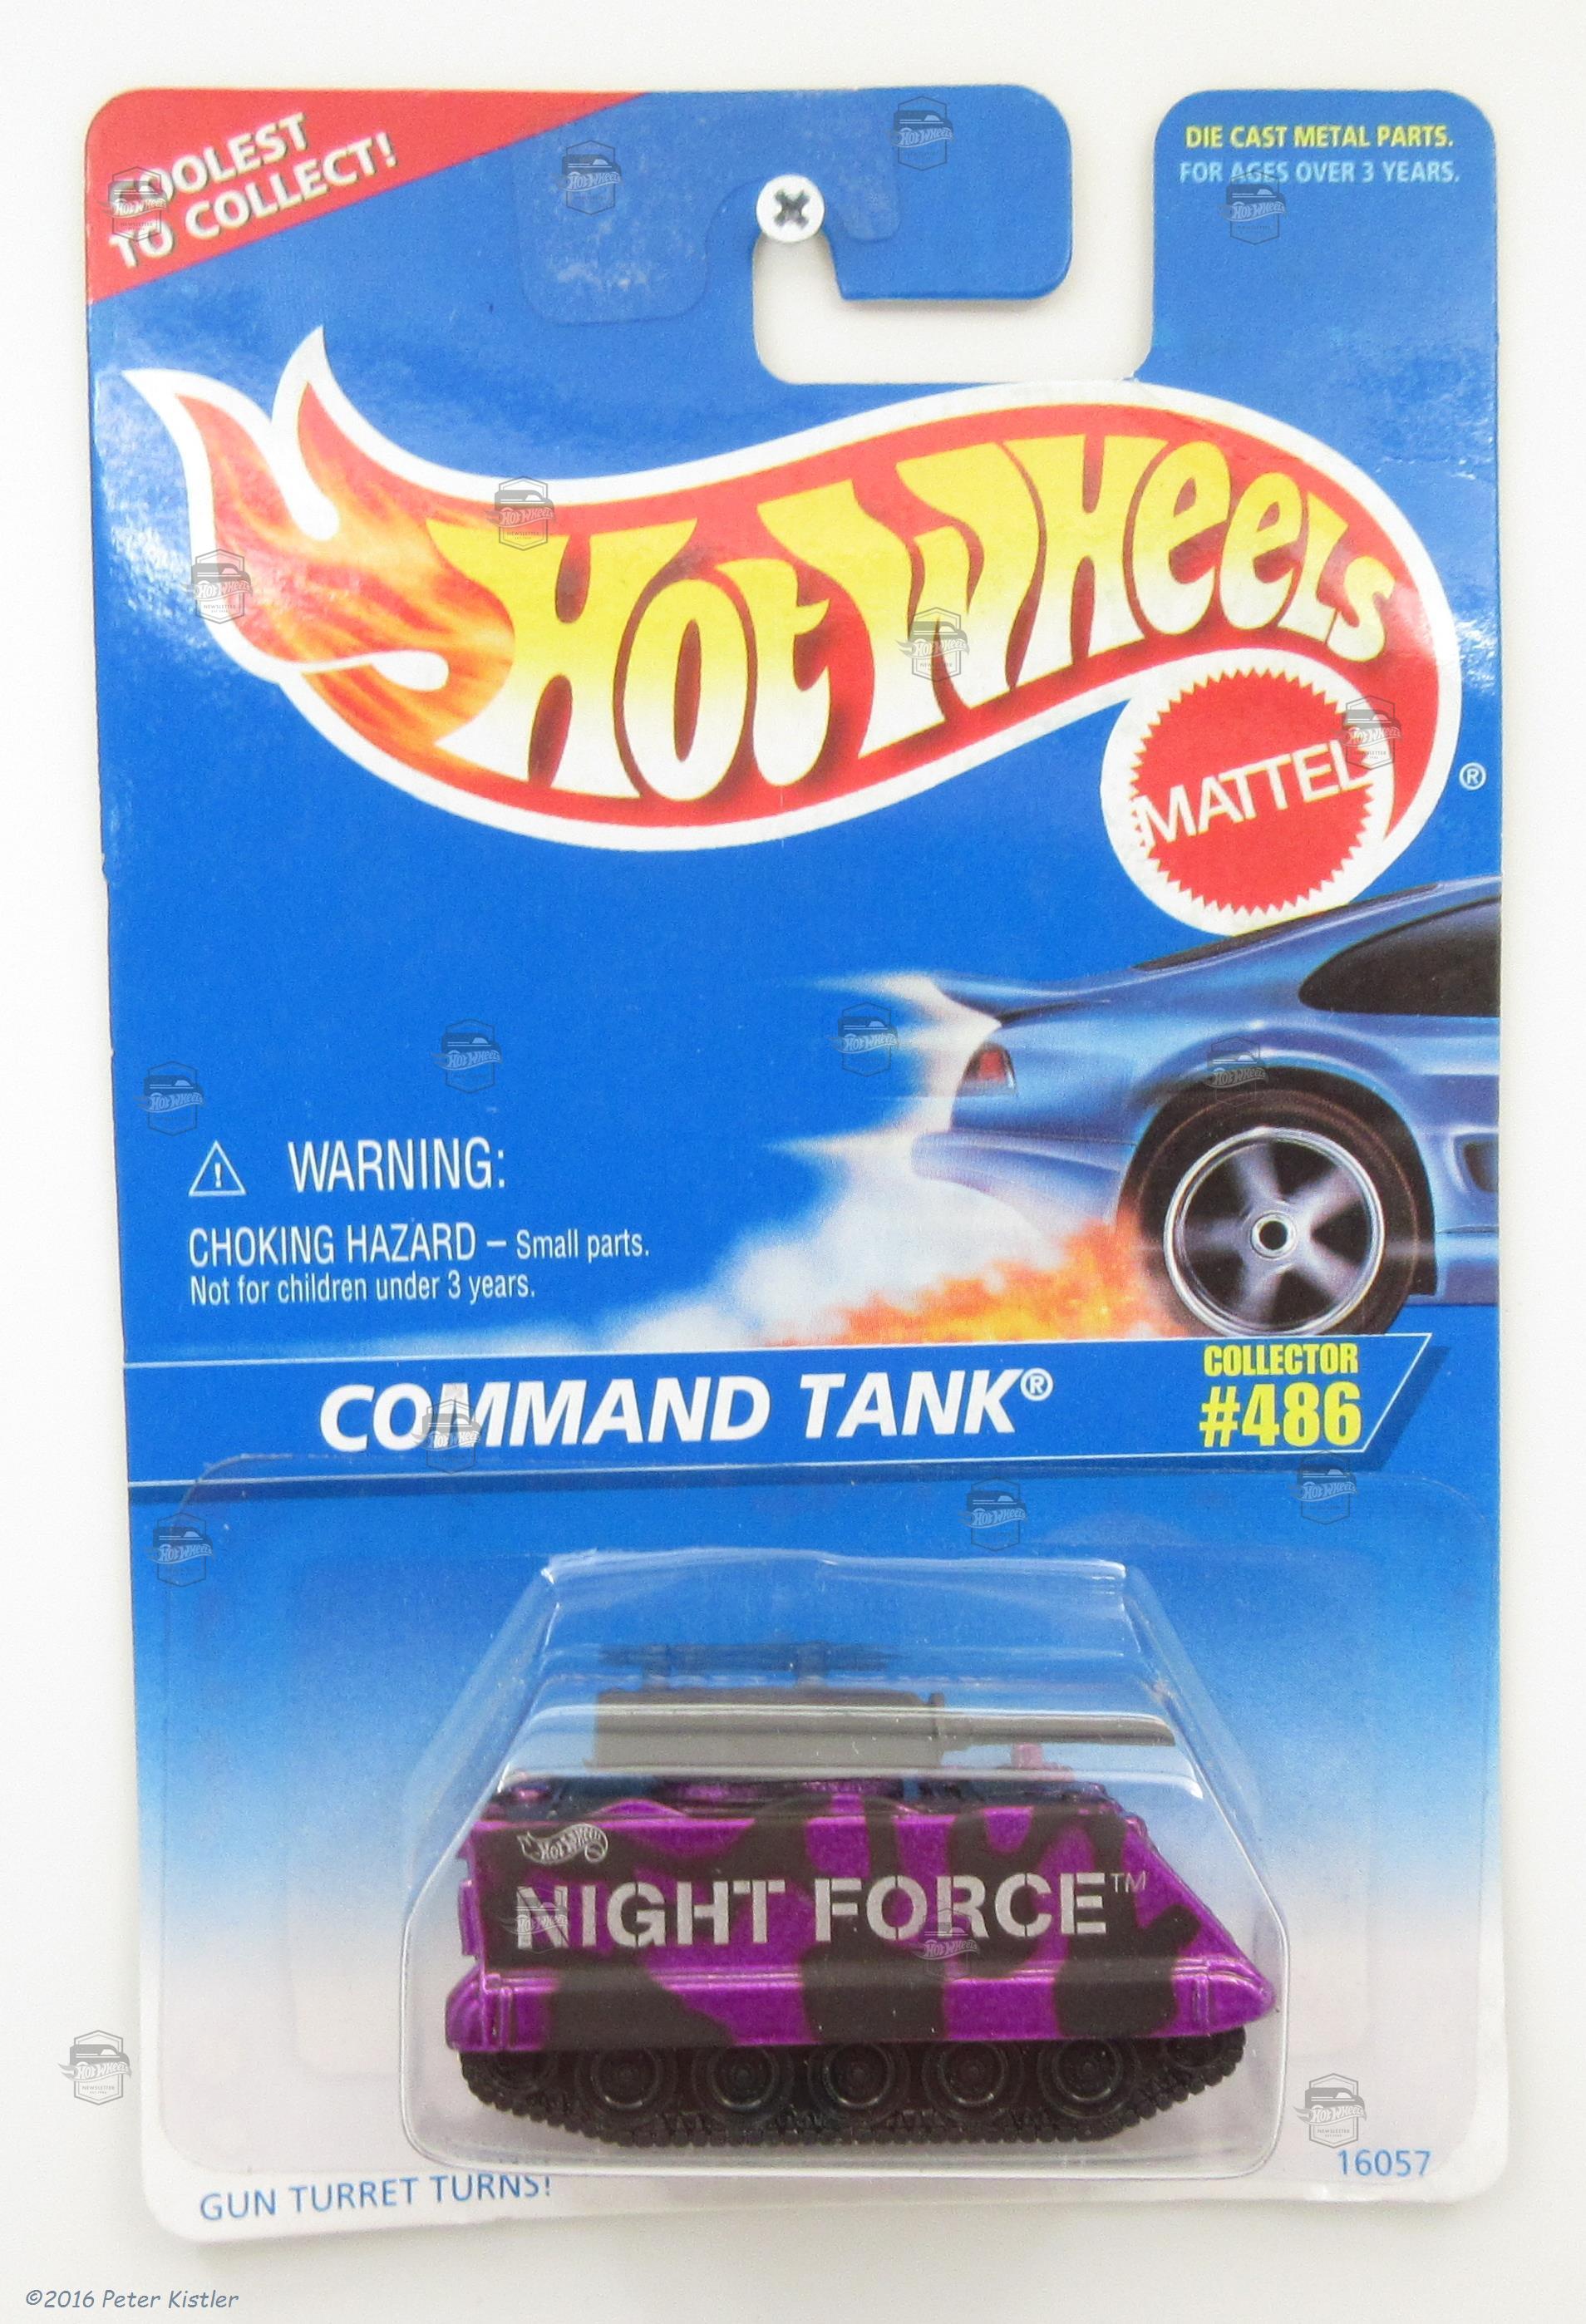 COOLEST
TO COLLECT!
DIE CAST METAL PARTS.
FOR AGES OVER 3 YEARS.
Hot Wheels
MATTEL
®
WARNING:
CHOKING HAZARD – Small parts.
Not for children under 3 years.
COMMAND TANK®
COLLECTOR
#486
Hot Wheels
NIGHT FORCE™
16057
GUN TURRET TURNS!
©2016 Peter Kistler